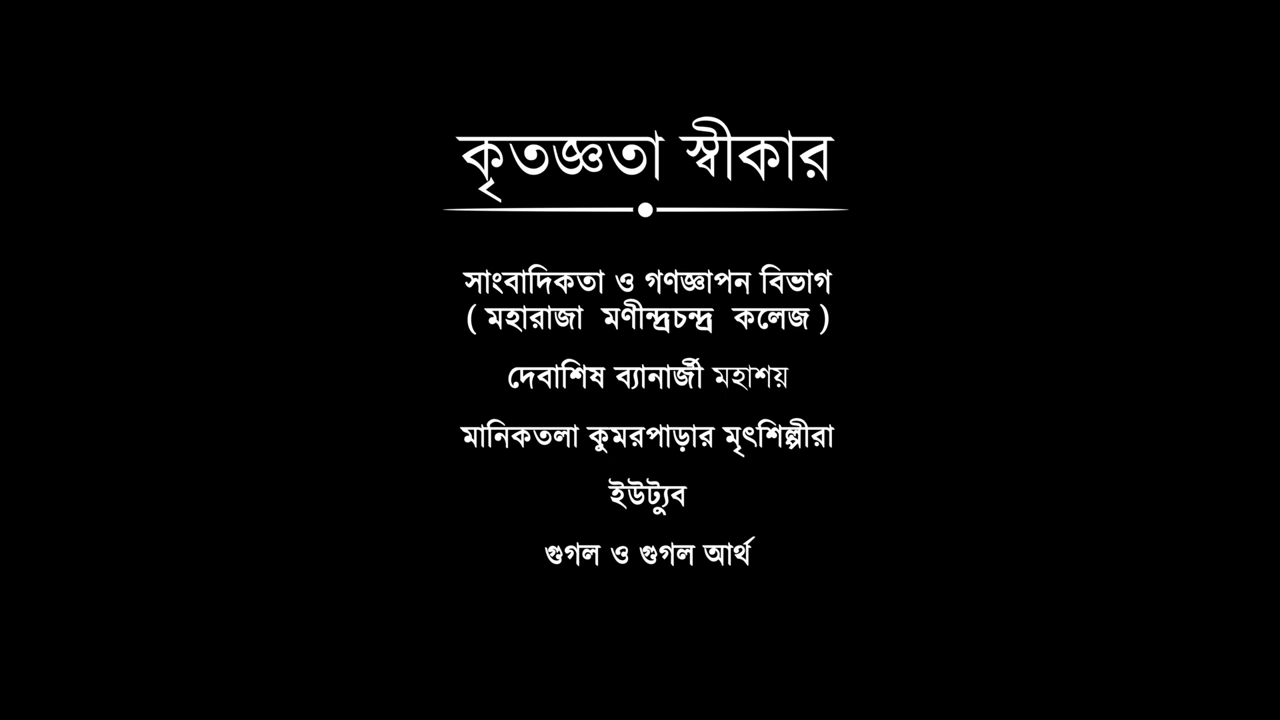 কৃতজ্ঞতা স্বীকার
সাংবাদিকতা ও গণজ্ঞাপন বিভাগ
( মহারাজা মণীন্দ্রচন্দ্র কলেজ )
দেবাশিষ ব্যানার্জী মহাশয়
মানিকতলা কুমরপাড়ার মৃৎশিল্পীরা
ইউট্যুব
গুগল ও গুগল আর্থ